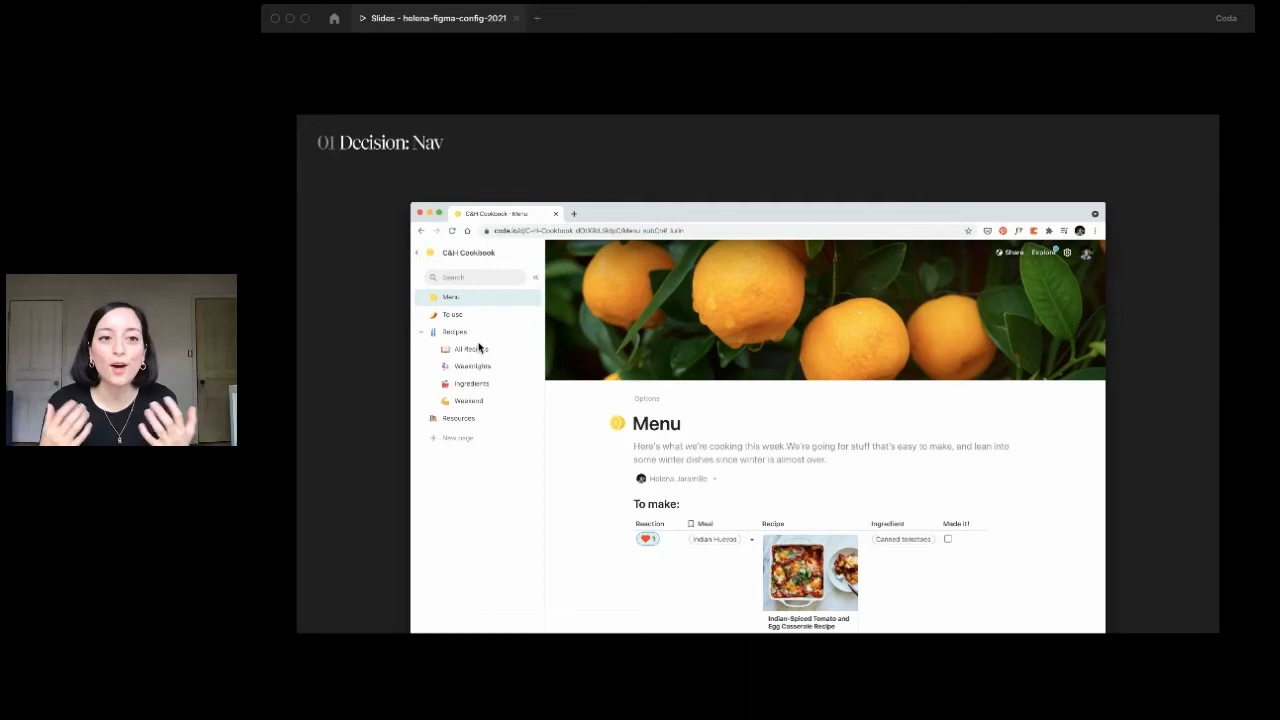 Slides - helena-figma-config-2021
Coda
01 Decision: Nav
C&H Cookbook - Menu
C&H Cookbook
Share
Explore
Search
Menu
To use
Recipes
All Recipes
Weeknights
Ingredients
Weekend
Resources
New page
Options
Menu
Here's what we're cooking this week.We're going for stuff that's easy to make, and lean into
some winter dishes since winter is almost over.
Helena Jaramillo
To make:
Reaction Meal Recipe Ingredient Made it!
1 Indian Huevos Canned tomatoes
Indian-Spiced Tomato and
Egg Casserole Recipe